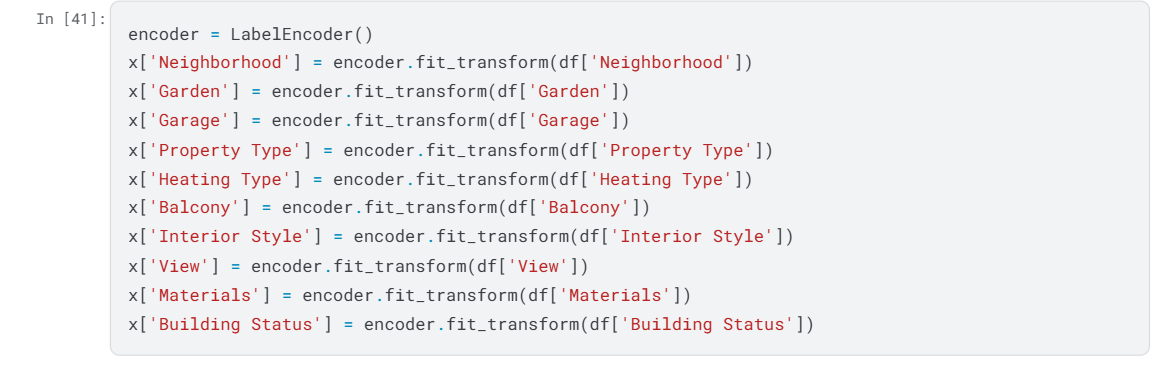 In [41]:
encoder = LabelEncoder()
x['Neighborhood'] = encoder.fit_transform(df['Neighborhood'])
x['Garden'] = encoder.fit_transform(df['Garden'])
x['Garage'] = encoder.fit_transform(df['Garage'])
x['Property Type'] = encoder.fit_transform(df['Property Type'])
x['Heating Type'] = encoder.fit_transform(df['Heating Type'])
x['Balcony'] = encoder.fit_transform(df['Balcony'])
x['Interior Style'] = encoder.fit_transform(df['Interior Style'])
x['View'] = encoder.fit_transform(df['View'])
x['Materials'] = encoder.fit_transform(df['Materials'])
x['Building Status'] = encoder.fit_transform(df['Building Status'])